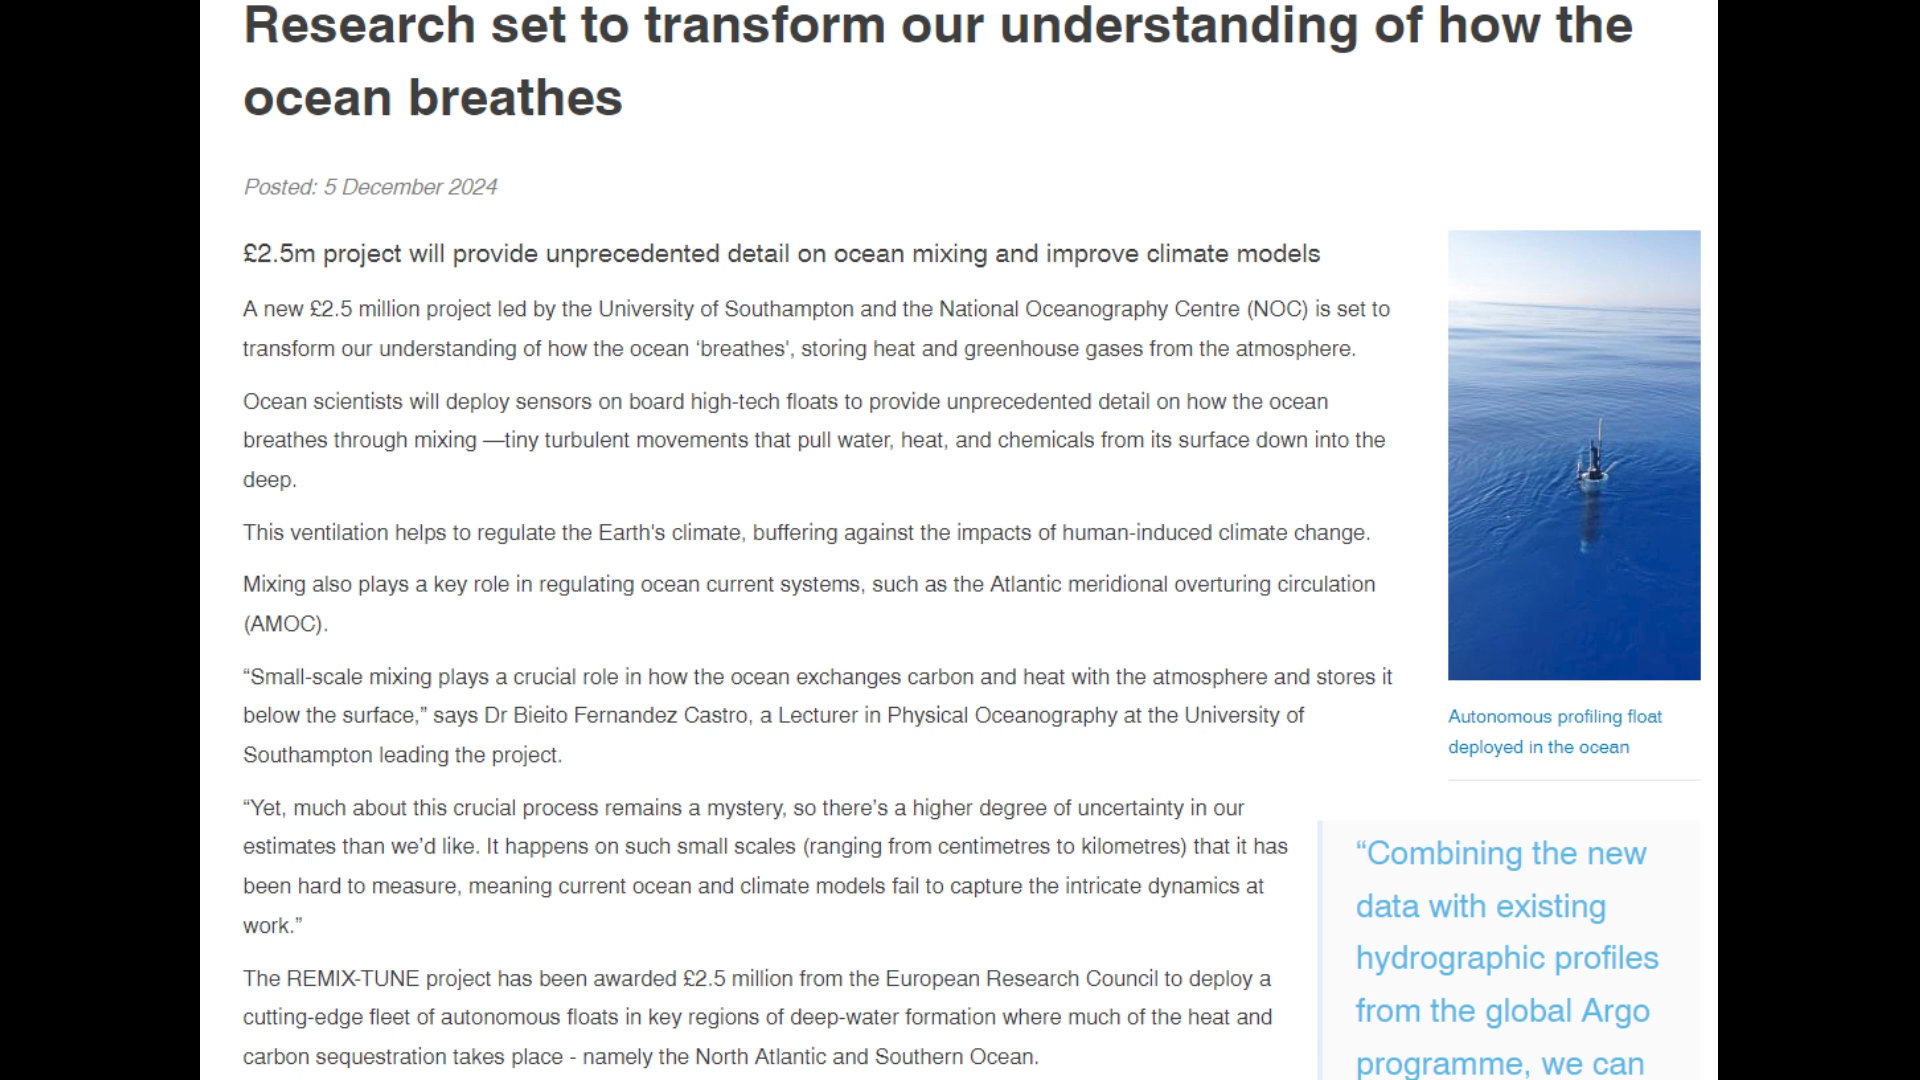 Research set to transform our understanding of how the
ocean breathes
Posted: 5 December 2024
£2.5m project will provide unprecedented detail on ocean mixing and improve climate models
A new £2.5 million project led by the University of Southampton and the National Oceanography Centre (NOC) is set to
transform our understanding of how the ocean ‘breathes', storing heat and greenhouse gases from the atmosphere.
Ocean scientists will deploy sensors on board high-tech floats to provide unprecedented detail on how the ocean
breathes through mixing —tiny turbulent movements that pull water, heat, and chemicals from its surface down into the
deep.
This ventilation helps to regulate the Earth's climate, buffering against the impacts of human-induced climate change.
Mixing also plays a key role in regulating ocean current systems, such as the Atlantic meridional overturing circulation
(AMOC).
“Small-scale mixing plays a crucial role in how the ocean exchanges carbon and heat with the atmosphere and stores it
below the surface,” says Dr Bieito Fernandez Castro, a Lecturer in Physical Oceanography at the University of
Southampton leading the project.
“Yet, much about this crucial process remains a mystery, so there’s a higher degree of uncertainty in our
estimates than we’d like. It happens on such small scales (ranging from centimetres to kilometres) that it has
been hard to measure, meaning current ocean and climate models fail to capture the intricate dynamics at
work.”
The REMIX-TUNE project has been awarded £2.5 million from the European Research Council to deploy a
cutting-edge fleet of autonomous floats in key regions of deep-water formation where much of the heat and
carbon sequestration takes place - namely the North Atlantic and Southern Ocean.
Autonomous profiling float
deployed in the ocean
“Combining the new
data with existing
hydrographic profiles
from the global Argo
programme, we can